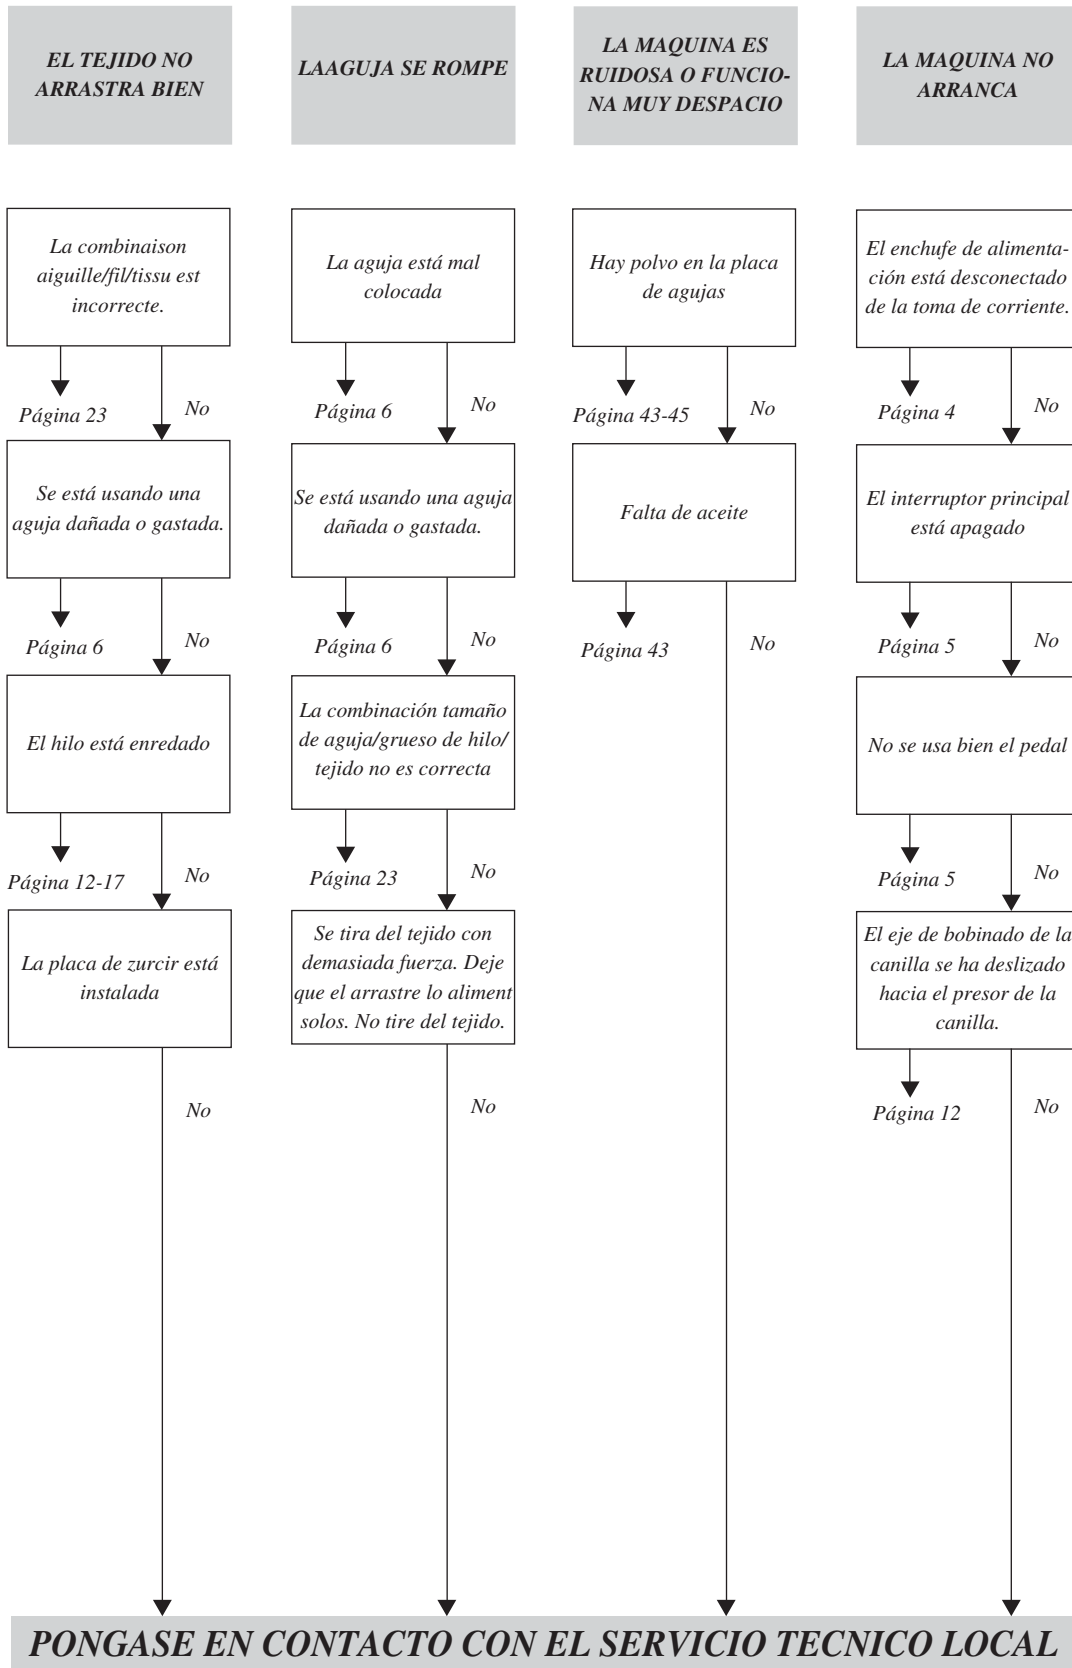 EL TEJIDO NO
ARRASTRA BIEN
La combinaison
aiguille/fil/tissu est
incorrecte.
Página 23
No
Se está usando una
aguja dañada o gastada.
Página 6
No
El hilo está enredado
Página 12-17
No
La placa de zurcir está
instalada
No
LAAGUJA SE ROMPE
La aguja está mal
colocada
Página 6
No
Se está usando una aguja
dañada o gastada.
Página 6
No
La combinación tamaño
de aguja/grueso de hilo/
tejido no es correcta
Página 23
No
Se tira del tejido con
demasiada fuerza. Deje
que el arrastre lo aliment
solos. No tire del tejido.
No
LA MAQUINA ES
RUIDOSA O FUNCIO-
NA MUY DESPACIO
Hay polvo en la placa
de agujas
Página 43-45
No
Falta de aceite
Página 43
No
LA MAQUINA NO
ARRANCA
El enchufe de alimenta-
ción está desconectado
de la toma de corriente.
Página 4
No
El interruptor principal
está apagado
Página 5
No
No se usa bien el pedal
Página 5
No
El eje de bobinado de la
canilla se ha deslizado
hacia el presor de la
canilla.
Página 12
No
PONGASE EN CONTACTO CON EL SERVICIO TECNICO LOCAL